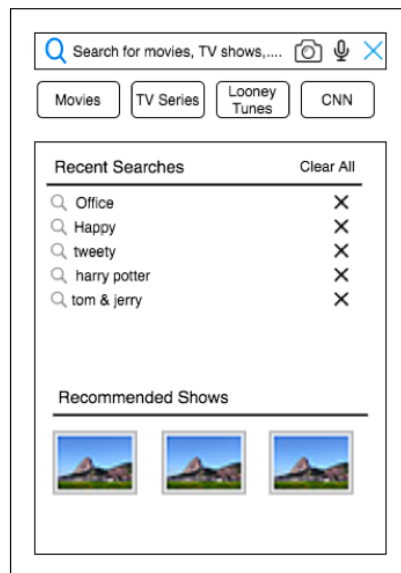 Search for movies, TV shows,....
Movies
TV Series
Looney
Tunes
CNN
Recent Searches Clear All
Office
Happy
tweety
harry potter
tom & jerry
Recommended Shows